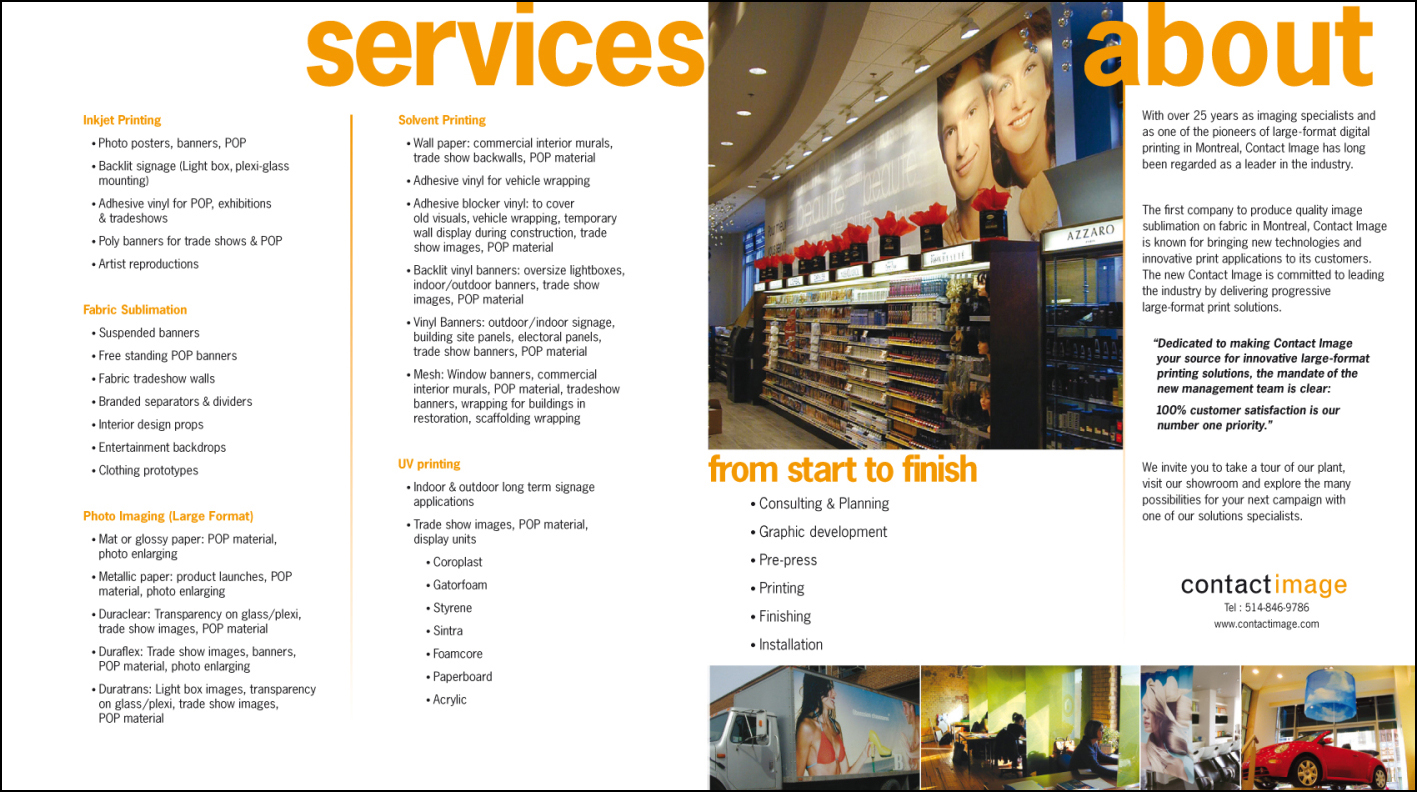 services
Inkjet Printing
• Photo posters, banners, POP
• Backlit signage (Light box, plexi-glass
mounting)
• Adhesive vinyl for POP, exhibitions
& tradeshows
• Poly banners for trade shows & POP
• Artist reproductions
Fabric Sublimation
• Suspended banners
• Free standing POP banners
• Fabric tradeshow walls
• Branded separators & dividers
• Interior design props
• Entertainment backdrops
• Clothing prototypes
Photo Imaging (Large Format)
• Mat or glossy paper: POP material,
photo enlarging
• Metallic paper: product launches, POP
material, photo enlarging
• Duraclear: Transparency on glass/plexi,
trade show images, POP material
• Duraflex: Trade show images, banners,
POP material, photo enlarging
• Duratrans: Light box images, transparency
on glass/plexi, trade show images,
POP material
Solvent Printing
• Wall paper: commercial interior murals,
trade show backwalls, POP material
• Adhesive vinyl for vehicle wrapping
• Adhesive blocker vinyl: to cover
old visuals, vehicle wrapping, temporary
wall display during construction, trade
show images, POP material
• Backlit vinyl banners: oversize lightboxes,
indoor/outdoor banners, trade show
images, POP material
• Vinyl Banners: outdoor/indoor signage,
building site panels, electoral panels,
trade show banners, POP material
• Mesh: Window banners, commercial
interior murals, POP material, tradeshow
banners, wrapping for buildings in
restoration, scaffolding wrapping
UV printing
• Indoor & outdoor long term signage
applications
• Trade show images, POP material,
display units
• Coroplast
• Gatorfoam
• Styrene
• Sintra
• Foamcore
• Paperboard
• Acrylic
AZZARO
from start to finish
• Consulting & Planning
• Graphic development
• Pre-press
• Printing
• Finishing
• Installation
about
With over 25 years as imaging specialists and
as one of the pioneers of large-format digital
printing in Montreal, Contact Image has long
been regarded as a leader in the industry.
The first company to produce quality image
sublimation on fabric in Montreal, Contact Image
is known for bringing new technologies and
innovative print applications to its customers.
The new Contact Image is committed to leading
the industry by delivering progressive
large-format print solutions.
“Dedicated to making Contact Image
your source for innovative large-format
printing solutions, the mandate of the
new management team is clear:
100% customer satisfaction is our
number one priority.”
We invite you to take a tour of our plant,
visit our showroom and explore the many
possibilities for your next campaign with
one of our solutions specialists.
contactimage
Tel : 514-846-9786
www.contactimage.com